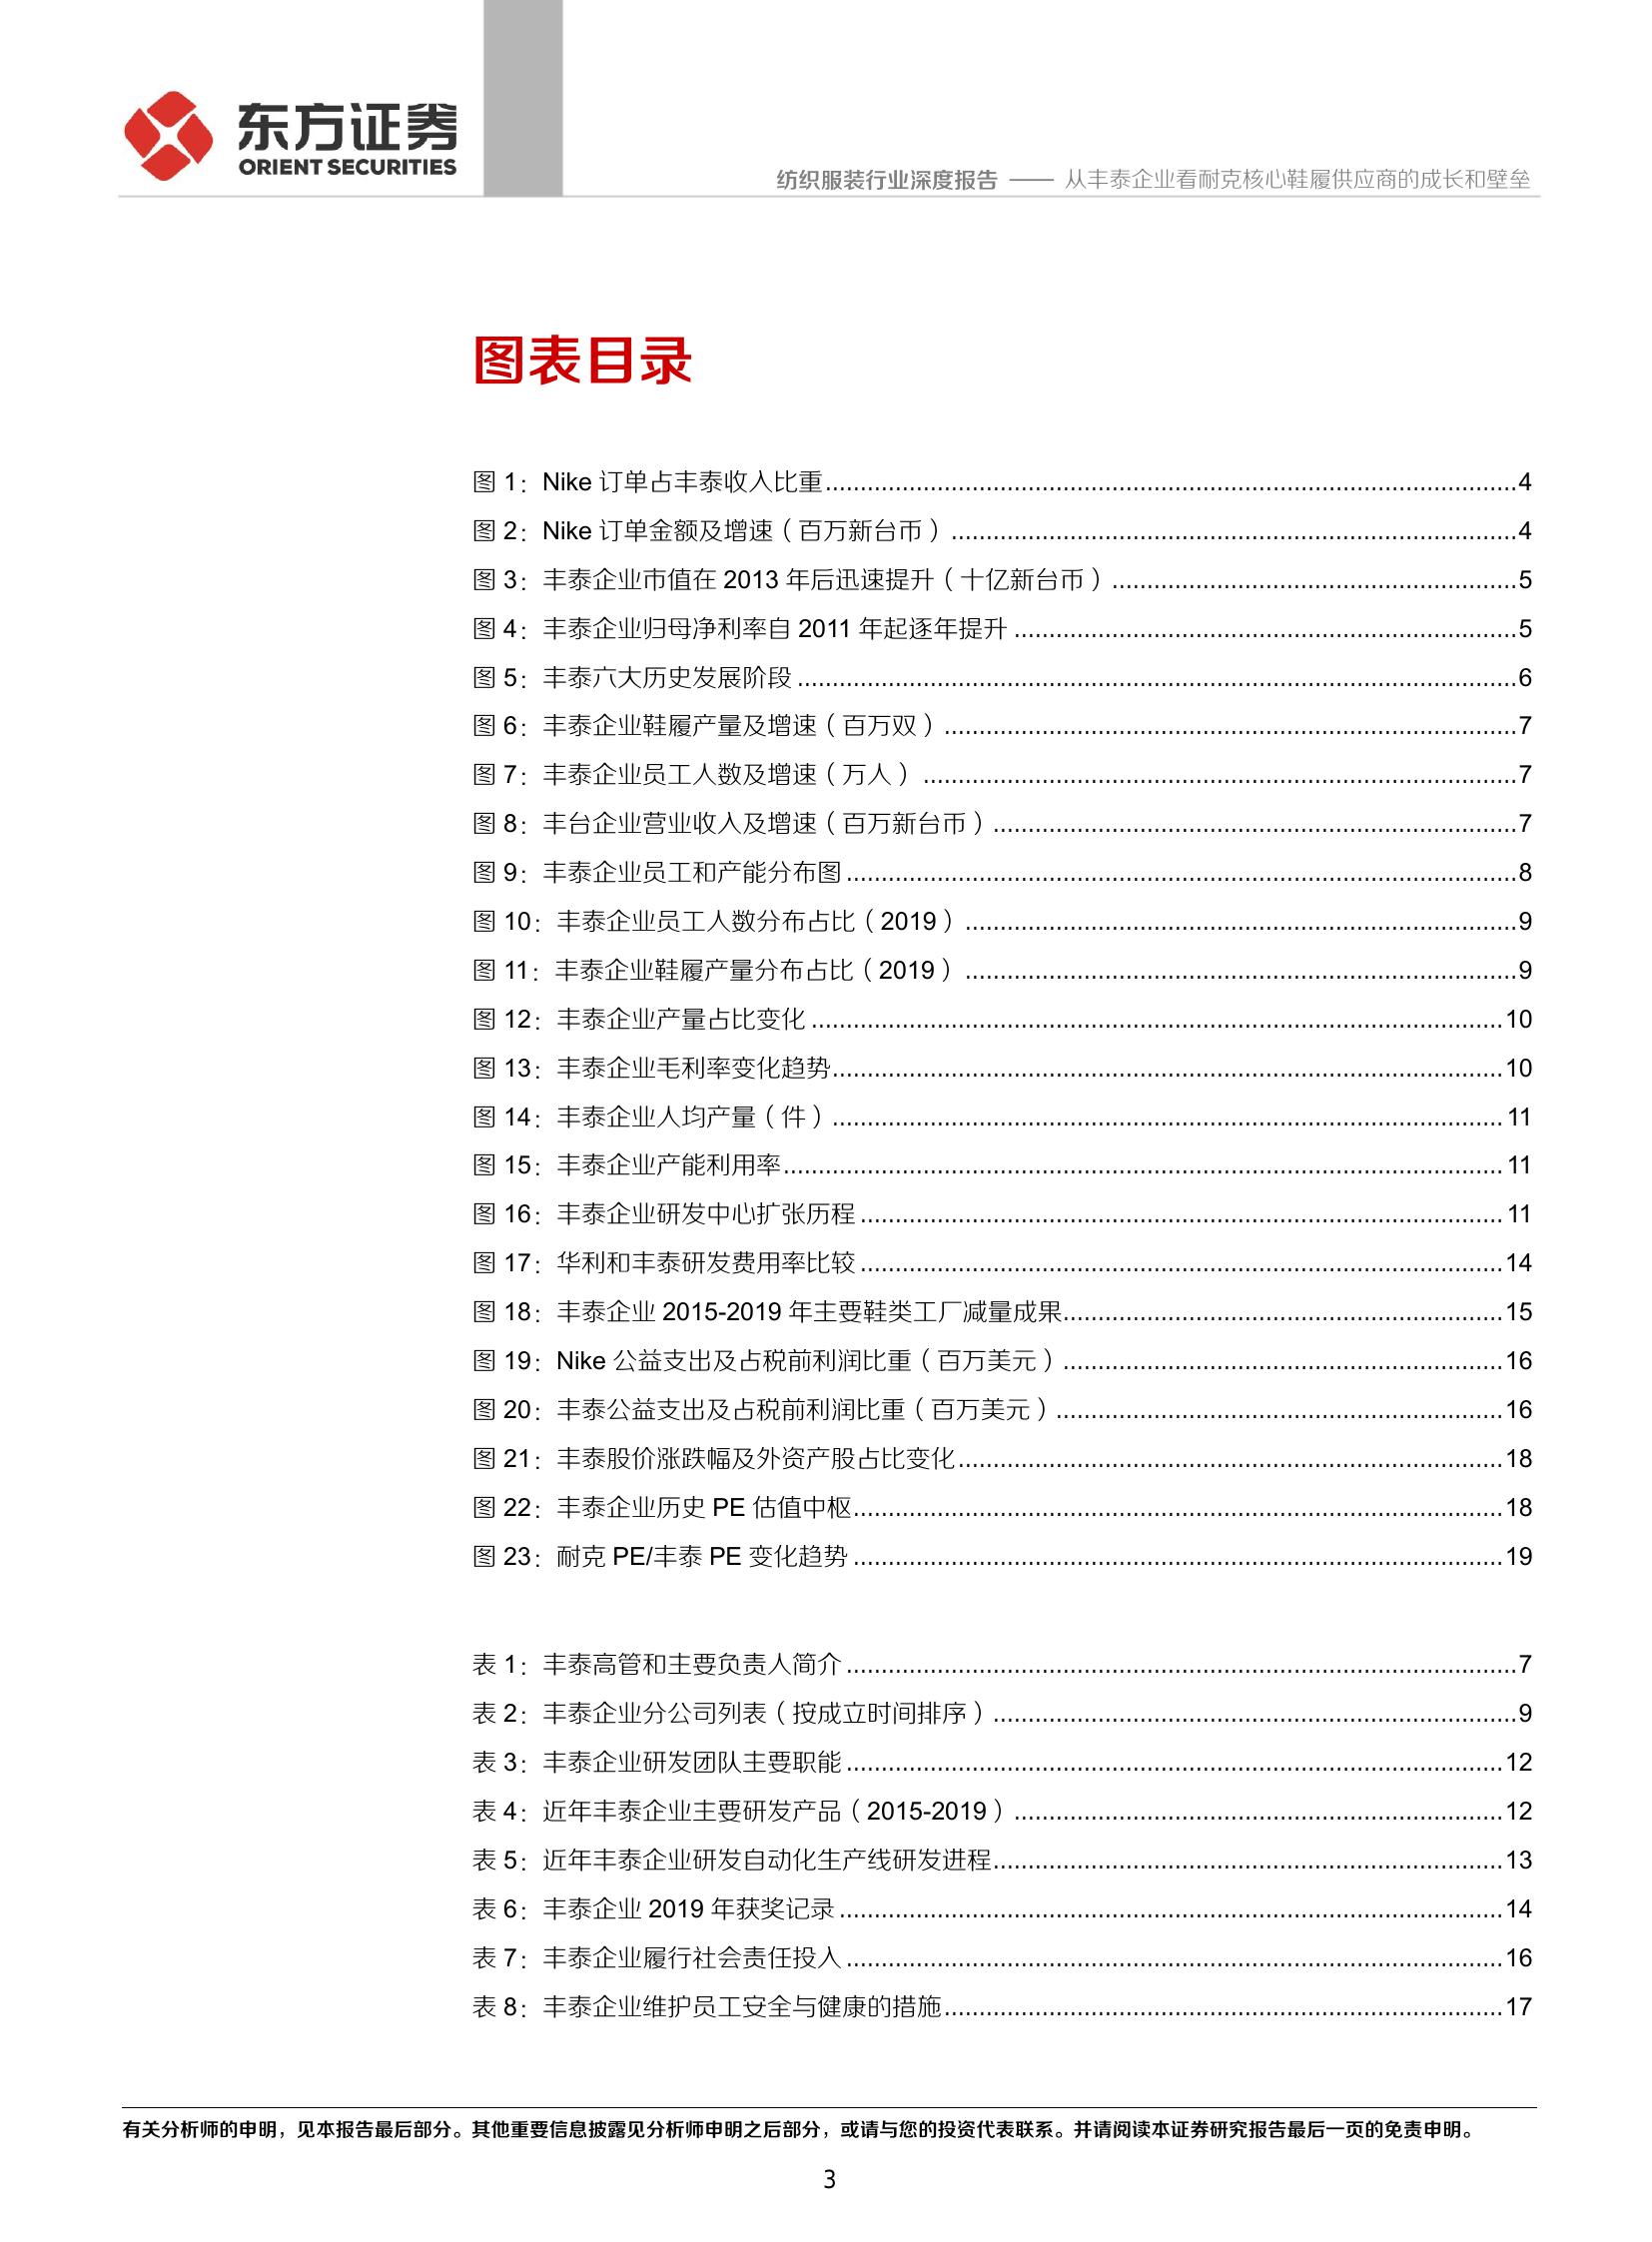 东方证券
ORIENT SECURITIES
纺织服装行业深度报告 —— 从丰泰企业看耐克核心鞋履供应商的成长和壁垒
图表目录
图 1：Nike 订单占丰泰收入比重........................................4
图 2：Nike 订单金额及增速（百万新台币）........................................4
图 3：丰泰企业市值在 2013 年后迅速提升（十亿新台币）........................................5
图 4：丰泰企业归母净利率自 2011 年起逐年提升........................................5
图 5：丰泰六大历史发展阶段........................................6
图 6：丰泰企业鞋履产量及增速（百万双）........................................7
图 7：丰泰企业员工人数及增速（万人）........................................7
图 8：丰台企业营业收入及增速（百万新台币）........................................7
图 9：丰泰企业员工和产能分布图........................................8
图 10：丰泰企业员工人数分布占比（2019）........................................9
图 11：丰泰企业鞋履产量分布占比（2019）........................................9
图 12：丰泰企业产量占比变化........................................10
图 13：丰泰企业毛利率变化趋势........................................10
图 14：丰泰企业人均产量（件）........................................11
图 15：丰泰企业产能利用率........................................11
图 16：丰泰企业研发中心扩张历程........................................11
图 17：华利和丰泰研发费用率比较........................................14
图 18：丰泰企业 2015-2019 年主要鞋类工厂减量成果........................................15
图 19：Nike 公益支出及占税前利润比重（百万美元）........................................16
图 20：丰泰公益支出及占税前利润比重（百万美元）........................................16
图 21：丰泰股价涨跌幅及外资产股占比变化........................................18
图 22：丰泰企业历史 PE 估值中枢........................................18
图 23：耐克 PE/丰泰 PE 变化趋势........................................19
表 1：丰泰高管和主要负责人简介........................................7
表 2：丰泰企业分公司列表（按成立时间排序）........................................9
表 3：丰泰企业研发团队主要职能........................................12
表 4：近年丰泰企业主要研发产品（2015-2019）........................................12
表 5：近年丰泰企业研发自动化生产线研发进程........................................13
表 6：丰泰企业 2019 年获奖记录........................................14
表 7：丰泰企业履行社会责任投入........................................16
表 8：丰泰企业维护员工安全与健康的措施........................................17
有关分析师的申明，见本报告最后部分。其他重要信息披露见分析师申明之后部分，或请与您的投资代表联系。并请阅读本证券研究报告最后一页的免责申明。
3